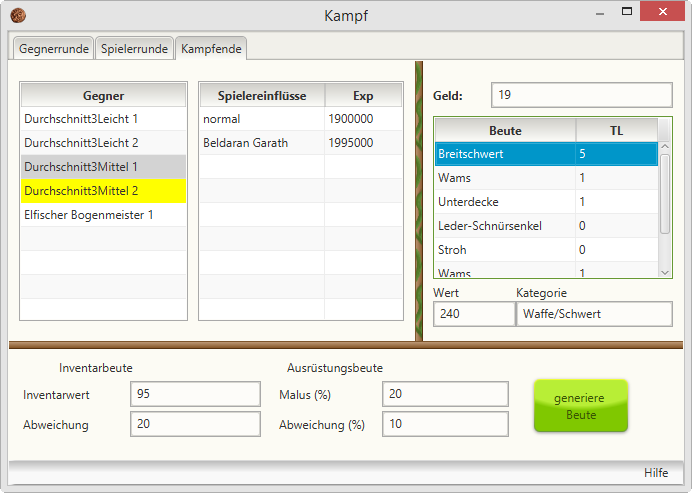 Kampf
Gegnerrunde Spielerrunde Kampfende
Gegner
Durchschnitt3Leicht 1
Durchschnitt3Leicht 2
Durchschnitt3Mittel 1
Durchschnitt3Mittel 2
Elfischer Bogenmeister 1
Spielereinflüsse Exp
normal 1900000
Beldaran Garath 1995000
Geld: 19
Beute TL
Breitschwert 5
Wams 1
Unterdecke 1
Leder-Schnürsenkel 0
Stroh 0
Wams 1
Wert Kategorie
240 Waffe/Schwert
Inventarbeute Ausrüstungsbeute
Inventarwert 95 Malus (%) 20
Abweichung 20 Abweichung (%) 10
generiere
Beute
Hilfe